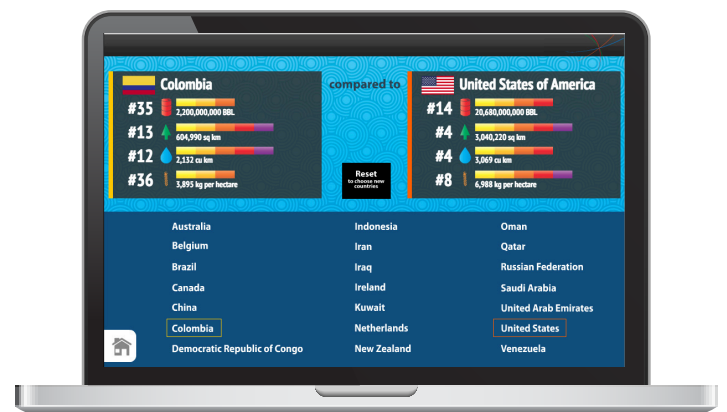 Colombia
#35
2,200,000,000 BBL
#13
604,990 sq km
#12
2,132 cu km
#36
3,895 kg per hectare
compared to
Reset
to choose new
countries
United States of America
#14
20,680,000,000 BBL
#4
3,040,220 sq km
#4
3,069 cu km
#8
6,988 kg per hectare
Australia
Belgium
Brazil
Canada
China
Colombia
Democratic Republic of Congo
Indonesia
Iran
Iraq
Ireland
Kuwait
Netherlands
New Zealand
Oman
Qatar
Russian Federation
Saudi Arabia
United Arab Emirates
United States
Venezuela